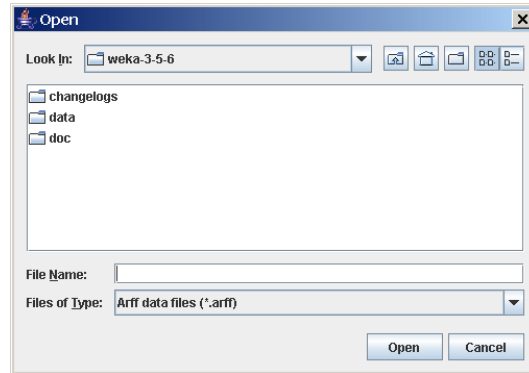 Open
Look In: weka-3-5-6
changelogs
data
doc
File Name:
Files of Type: Arff data files (*.arff)
Open Cancel